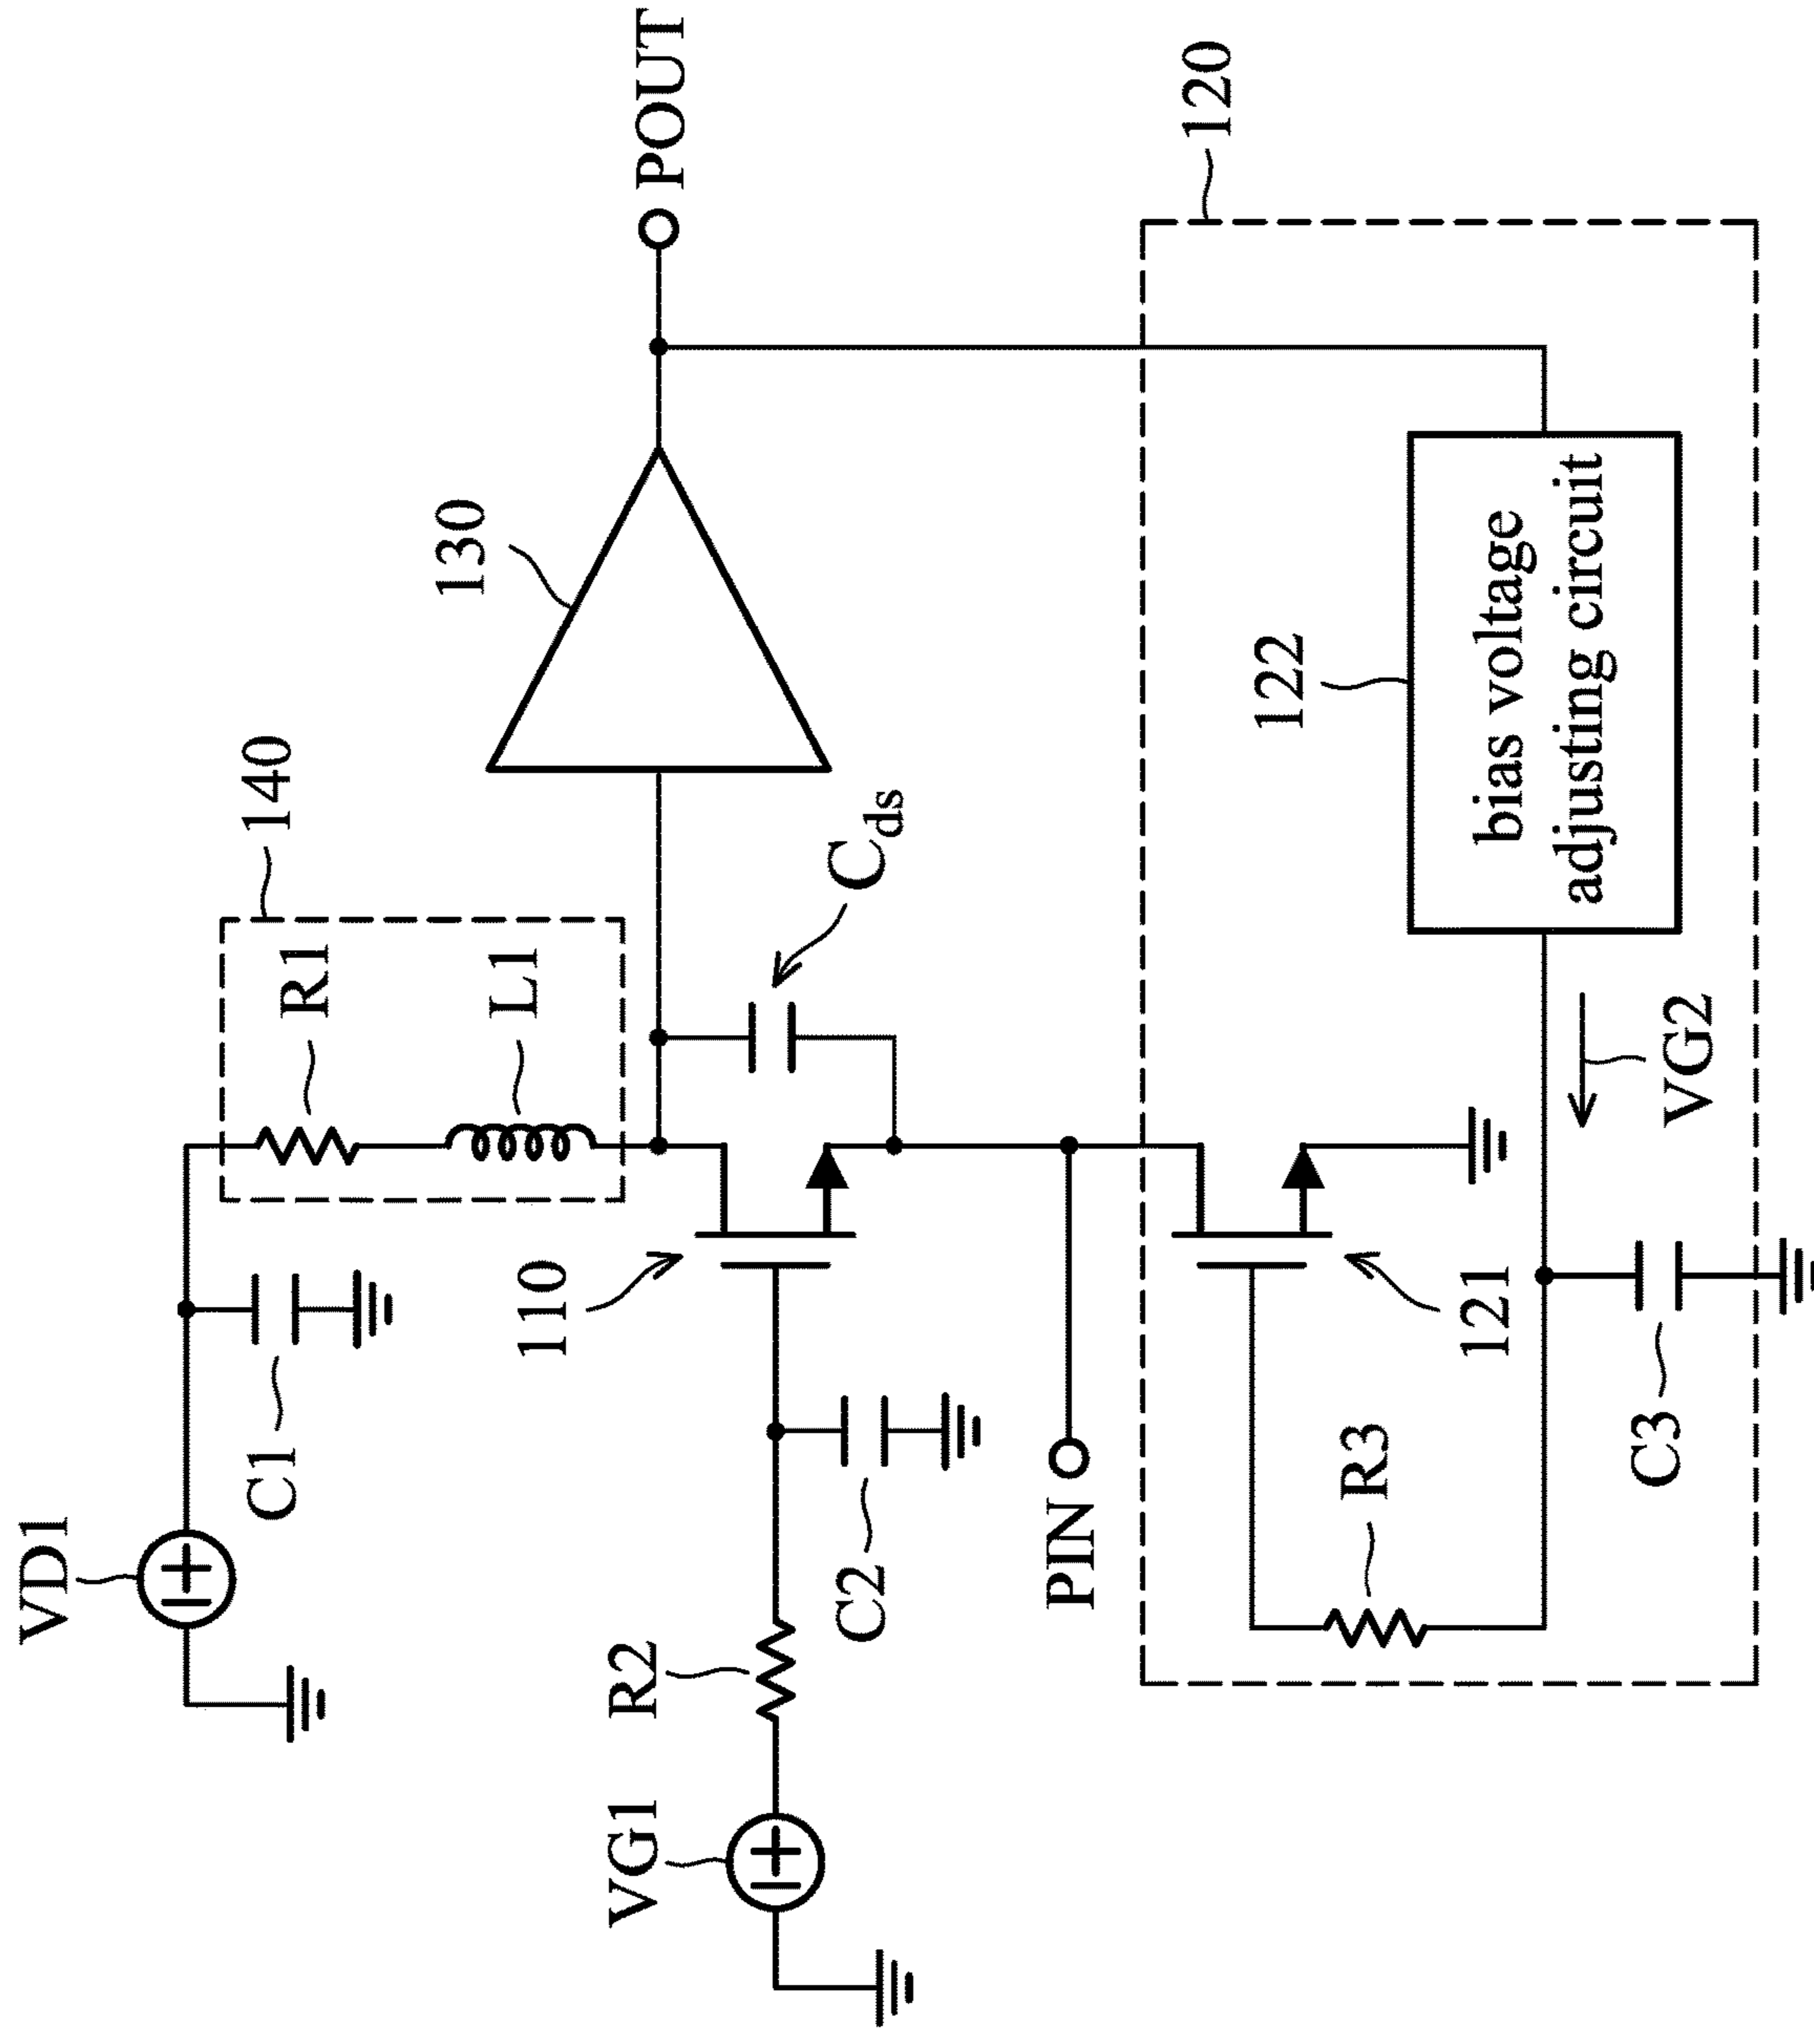 VD1
C1
140
R1
L1
130
POUT
VG1
R2
C2
110
C_ds
PIN
120
R3
121
122
bias voltage
adjusting circuit
C3
VG2